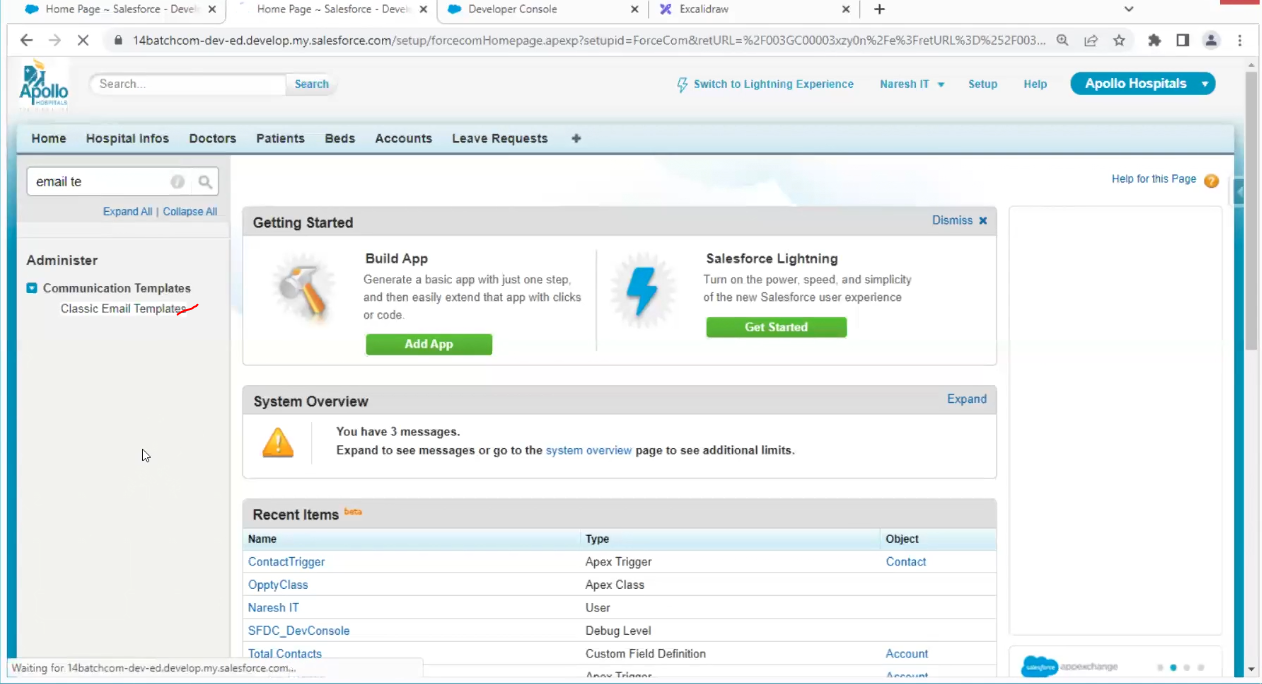 Home Page ~ Salesforce - Devel
Home Page ~ Salesforce - Devel
Developer Console
Excalidraw
14batchcom-dev-ed.develop.my.salesforce.com/setup/forcecomHomepage.apexp?setupid=ForceCom&retURL=%2F003GC00003xzy0n%2Fe%3FretURL%3D%252F003...
Apollo
HOSPITALS
Search...
Search
Switch to Lightning Experience
Naresh IT
Setup
Help
Apollo Hospitals
Home
Hospital Infos
Doctors
Patients
Beds
Accounts
Leave Requests
email te
Expand All | Collapse All
Help for this Page
Administer
Communication Templates
Classic Email Templates
Getting Started
Dismiss
Build App
Generate a basic app with just one step,
and then easily extend that app with clicks
or code.
Add App
Salesforce Lightning
Turn on the power, speed, and simplicity
of the new Salesforce user experience
Get Started
System Overview
Expand
You have 3 messages.
Expand to see messages or go to the system overview page to see additional limits.
Recent Items beta
Name Type Object
ContactTrigger Apex Trigger Contact
OpptyClass Apex Class
Naresh IT User
SFDC_DevConsole Debug Level
Total Contacts Custom Field Definition Account
Apex Trigger Account
salesforce appexchange
Waiting for 14batchcom-dev-ed.develop.my.salesforce.com...